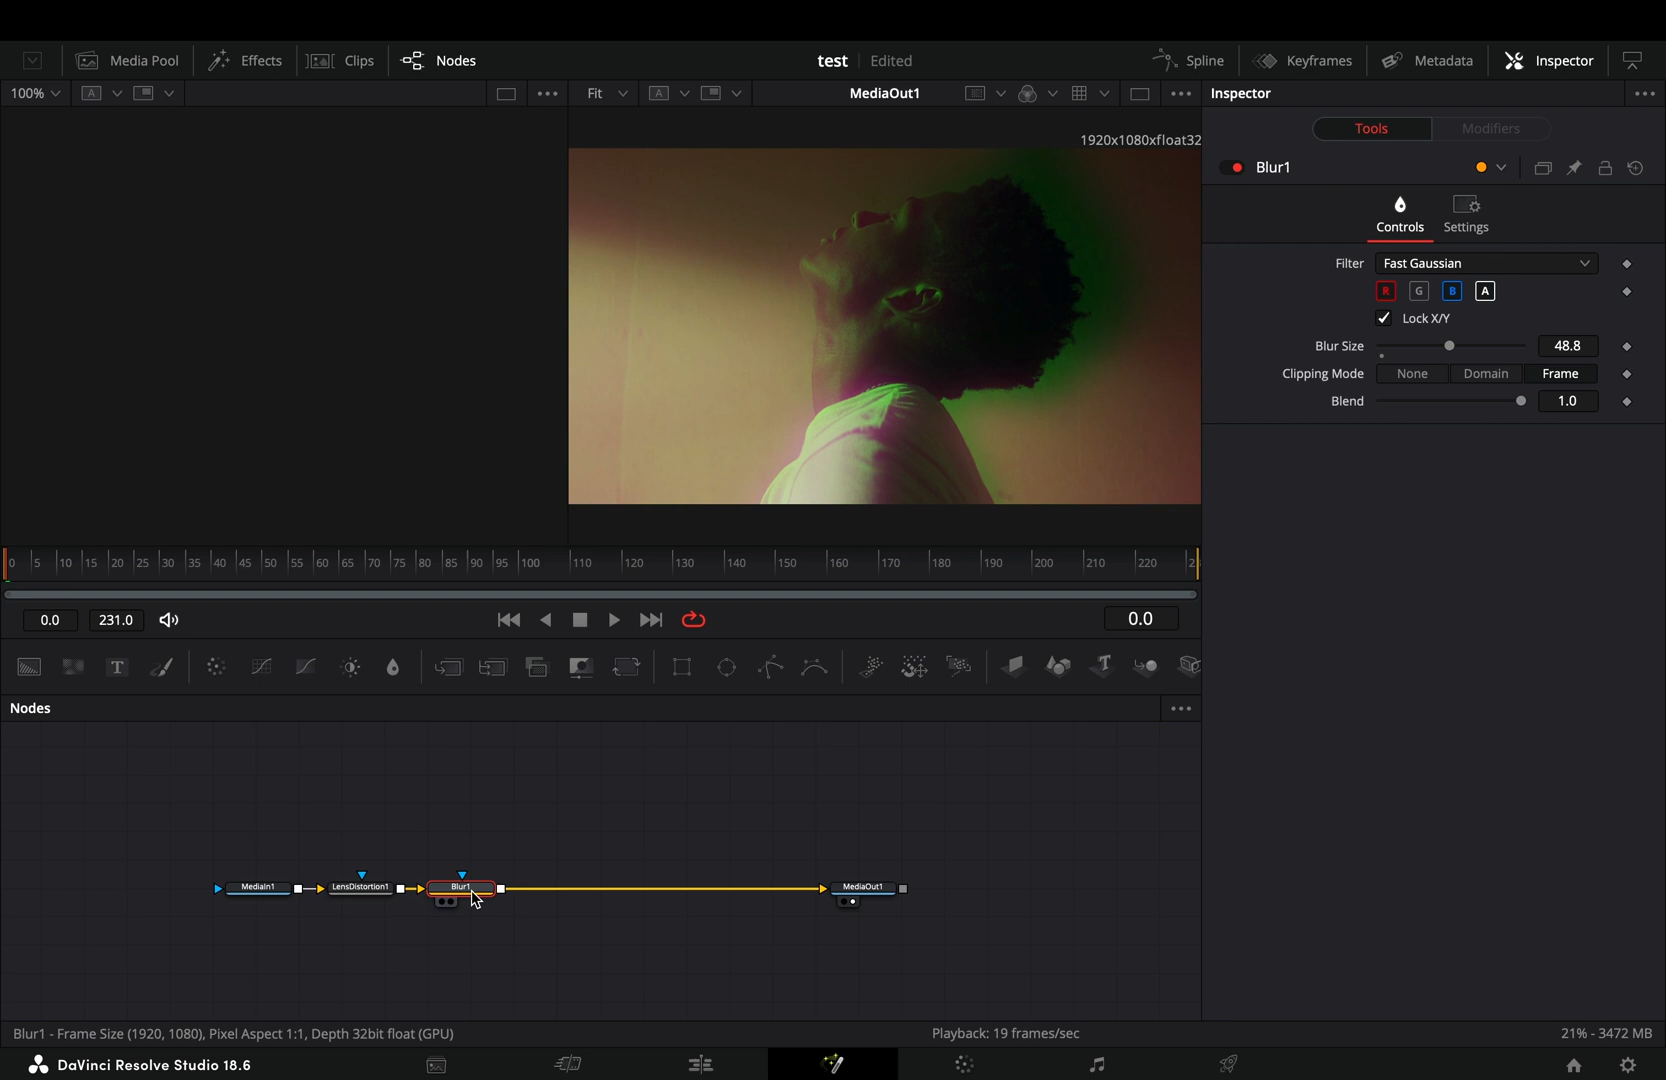 Media Pool Effects Clips Nodes test Edited Spline Keyframes Metadata Inspector
100% A Fit A MediaOut1 Inspector
Tools Modifiers
1920x1080xfloat32
Blur1
Controls Settings
Filter Fast Gaussian
R G B A
Lock X/Y
Blur Size 48.8
Clipping Mode None Domain Frame
Blend 1.0
0 5 10 15 20 25 30 35 40 45 50 55 60 65 70 75 80 85 90 95 100 110 120 130 140 150 160 170 180 190 200 210 220 2
0.0 231.0 0.0
T T
Nodes
MediaIn1 LensDistortion1 Blur1 MediaOut1
Blur1 - Frame Size (1920, 1080), Pixel Aspect 1:1, Depth 32bit float (GPU) Playback: 19 frames/sec 21% - 3472 MB
DaVinci Resolve Studio 18.6